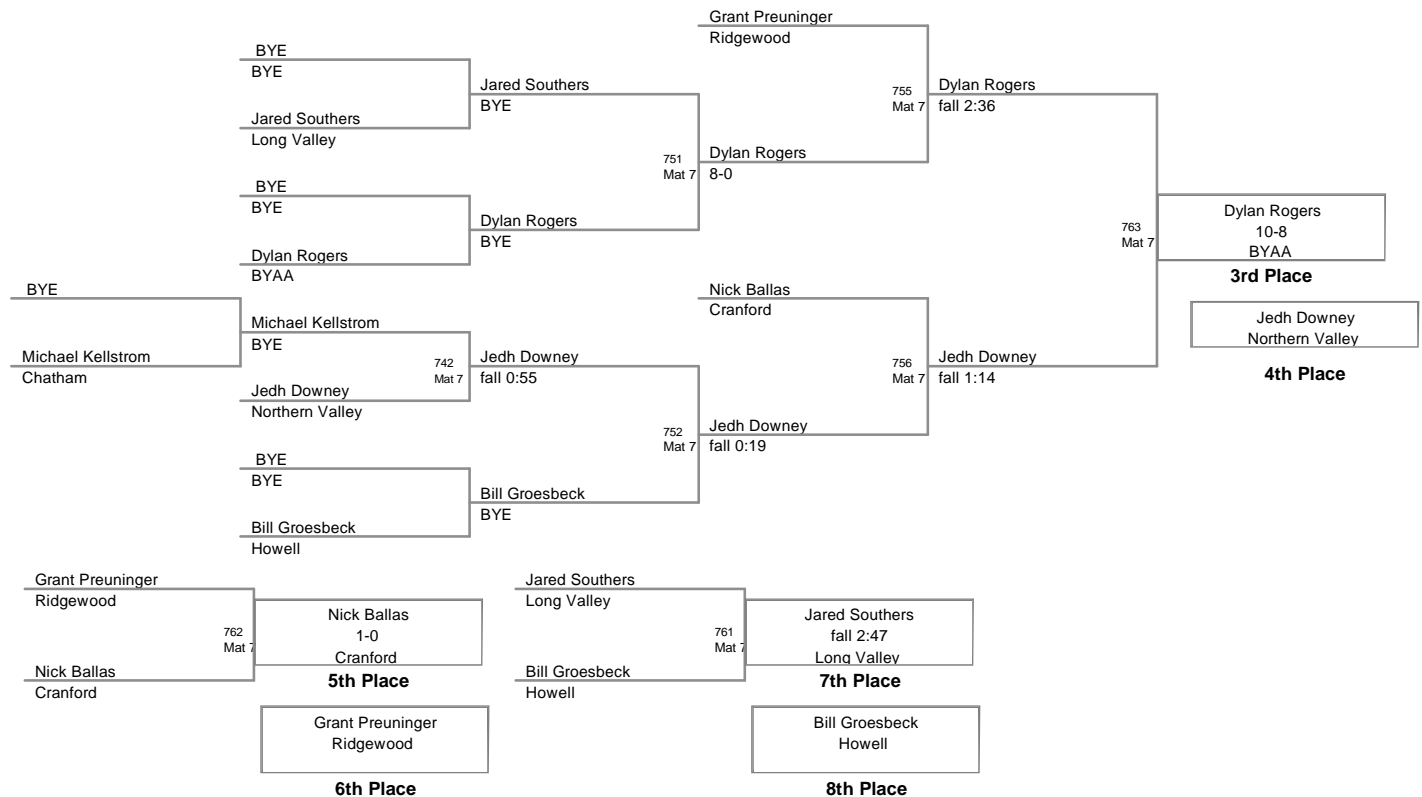 Grant Preuninger
Ridgewood
BYE
BYE
Jared Southers
BYE
755
Mat 7
Dylan Rogers
fall 2:36
Jared Southers
Long Valley
751
Mat 7
Dylan Rogers
8-0
BYE
BYE
Dylan Rogers
BYE
Dylan Rogers
BYAA
763
Mat 7
Dylan Rogers
10-8
BYAA
3rd Place
BYE
Michael Kellstrom
BYE
Nick Ballas
Cranford
Jedh Downey
Northern Valley
4th Place
Michael Kellstrom
Chatham
742
Mat 7
Jedh Downey
fall 0:55
756
Mat 7
Jedh Downey
fall 1:14
Jedh Downey
Northern Valley
752
Mat 7
Jedh Downey
fall 0:19
BYE
BYE
Bill Groesbeck
BYE
Bill Groesbeck
Howell
Grant Preuninger
Ridgewood
762
Mat 7
Nick Ballas
1-0
Cranford
5th Place
Nick Ballas
Cranford
Grant Preuninger
Ridgewood
6th Place
Jared Southers
Long Valley
761
Mat 7
Jared Southers
fall 2:47
Long Valley
7th Place
Bill Groesbeck
Howell
Bill Groesbeck
Howell
8th Place